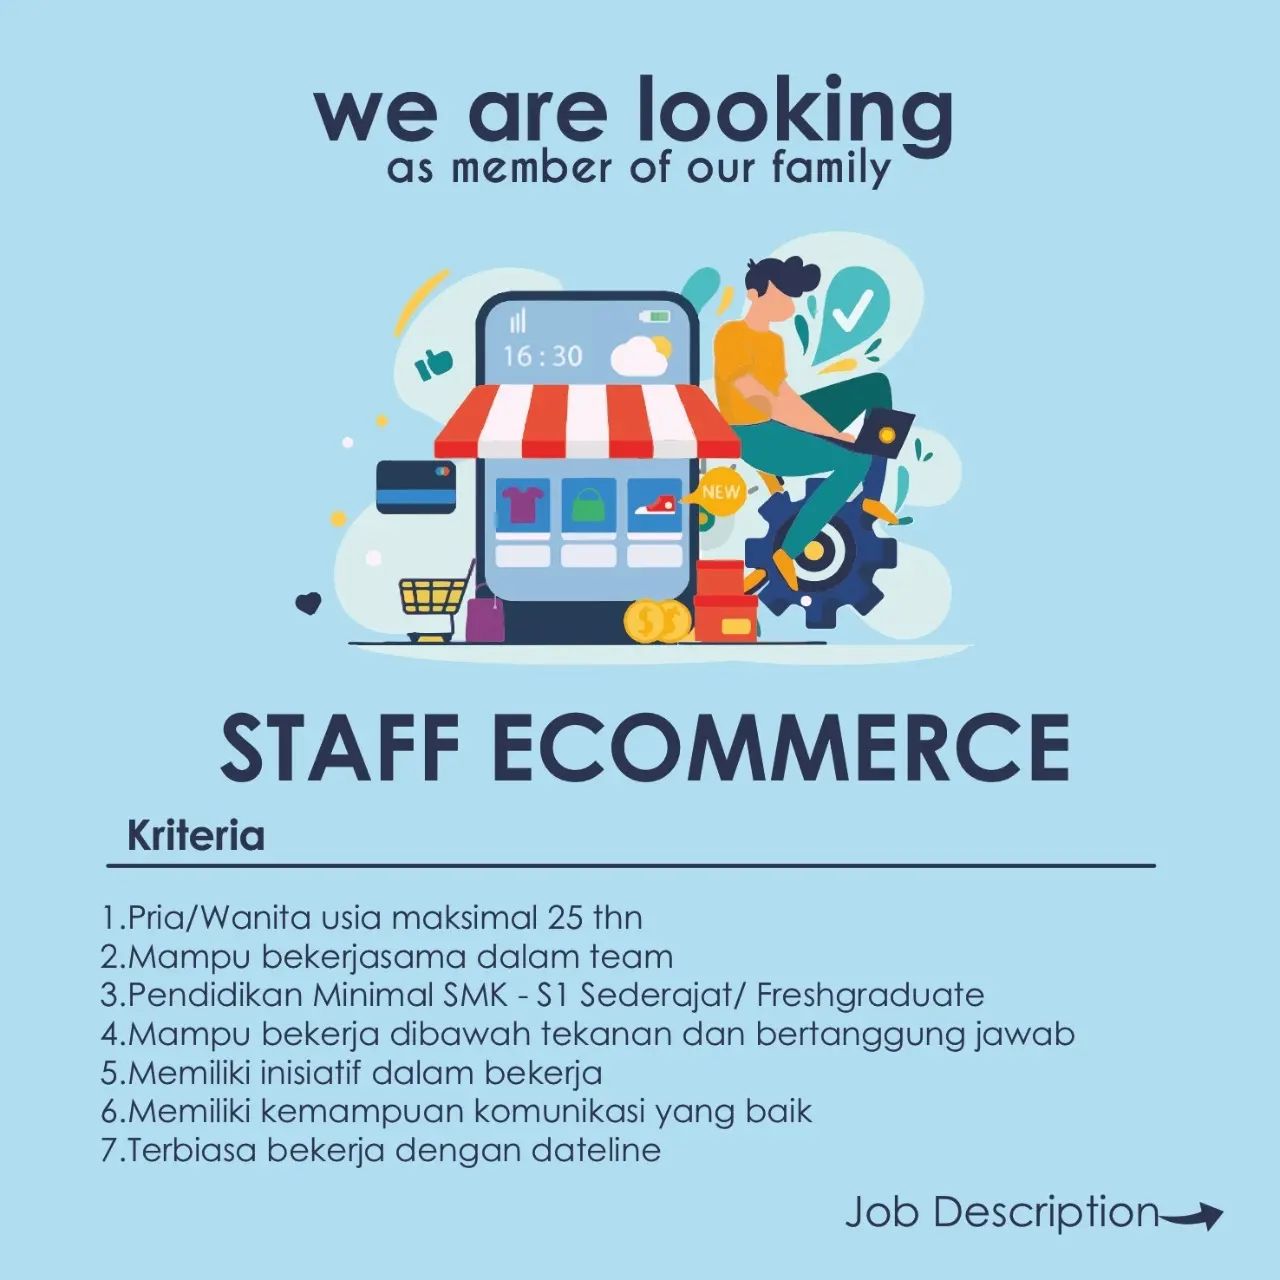 we are looking
as member of our family
16 : 30
NEW
STAFF ECOMMERCE
Kriteria
1.Pria/Wanita usia maksimal 25 thn
2.Mampu bekerjasama dalam team
3.Pendidikan Minimal SMK - S1 Sederajat/ Freshgraduate
4.Mampu bekerja dibawah tekanan dan bertanggung jawab
5.Memiliki inisiatif dalam bekerja
6.Memiliki kemampuan komunikasi yang baik
7.Terbiasa bekerja dengan dateline
Job Description